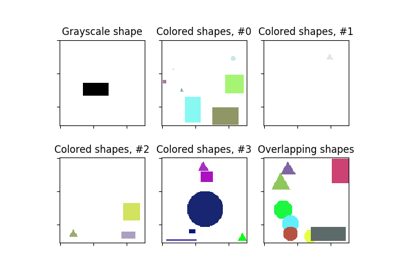 Grayscale shape
Colored shapes, #0
Colored shapes, #1
Colored shapes, #2
Colored shapes, #3
Overlapping shapes